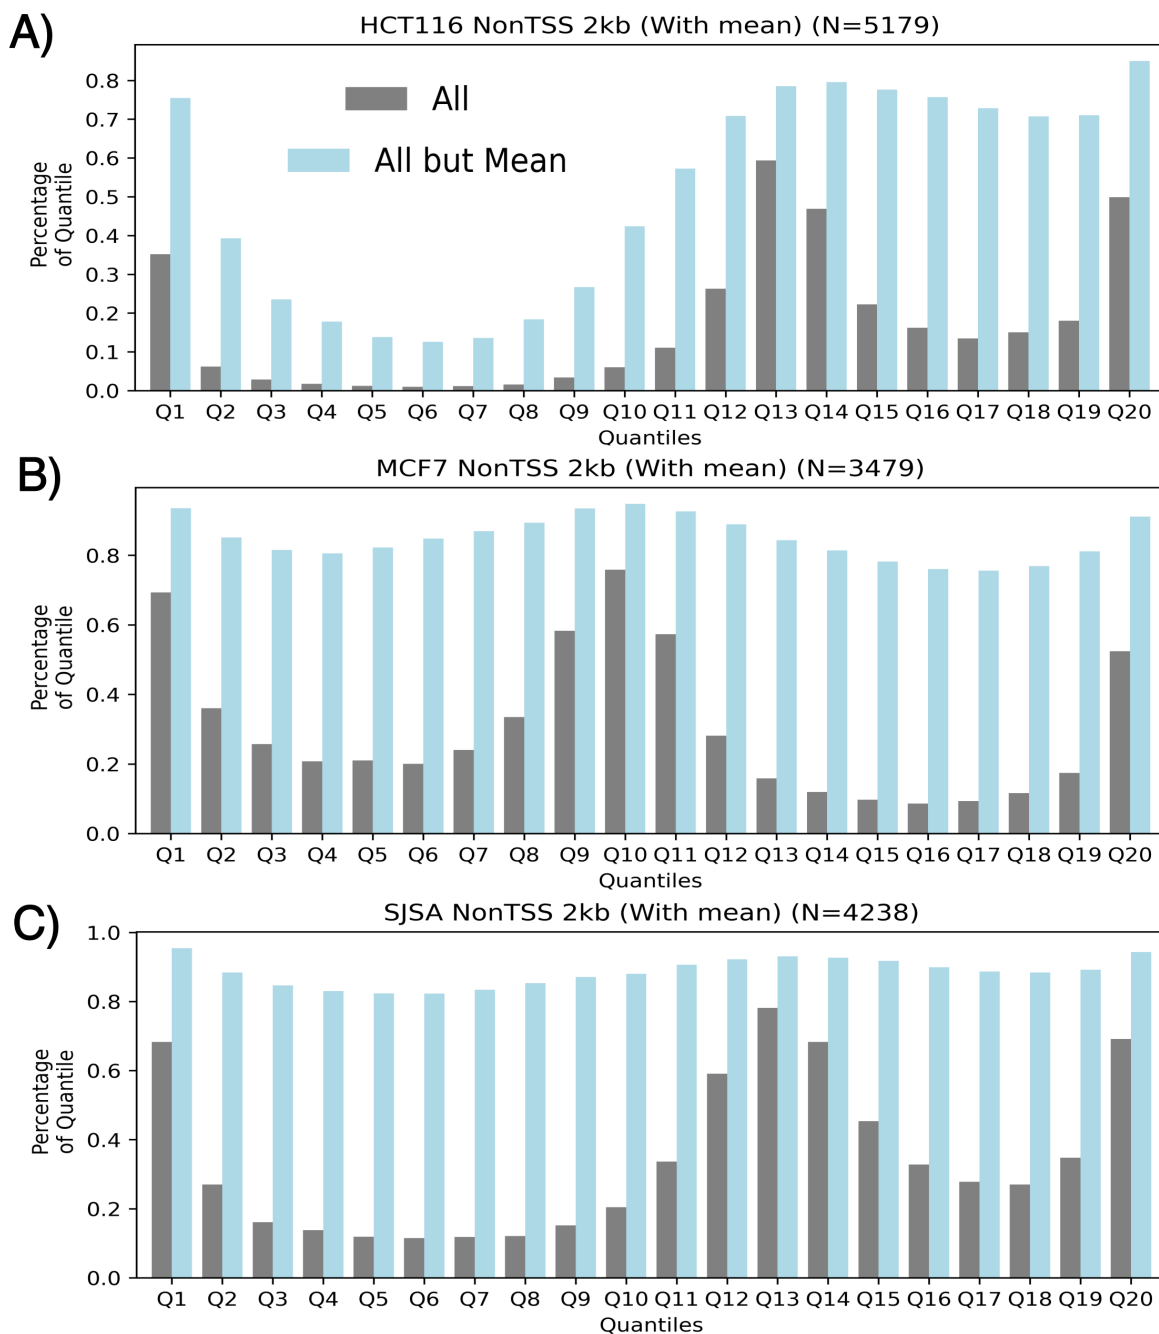 A)
HCT116 NonTSS 2kb (With mean) (N=5179)
Percentage
of Quantile
0.8
0.7
0.6
0.5
0.4
0.3
0.2
0.1
0.0
All
All but Mean
Q1 Q2 Q3 Q4 Q5 Q6 Q7 Q8 Q9 Q10 Q11 Q12 Q13 Q14 Q15 Q16 Q17 Q18 Q19 Q20
Quantiles
B)
MCF7 NonTSS 2kb (With mean) (N=3479)
Percentage
of Quantile
0.8
0.6
0.4
0.2
0.0
Q1 Q2 Q3 Q4 Q5 Q6 Q7 Q8 Q9 Q10 Q11 Q12 Q13 Q14 Q15 Q16 Q17 Q18 Q19 Q20
Quantiles
C)
SJSA NonTSS 2kb (With mean) (N=4238)
Percentage
of Quantile
1.0
0.8
0.6
0.4
0.2
0.0
Q1 Q2 Q3 Q4 Q5 Q6 Q7 Q8 Q9 Q10 Q11 Q12 Q13 Q14 Q15 Q16 Q17 Q18 Q19 Q20
Quantiles